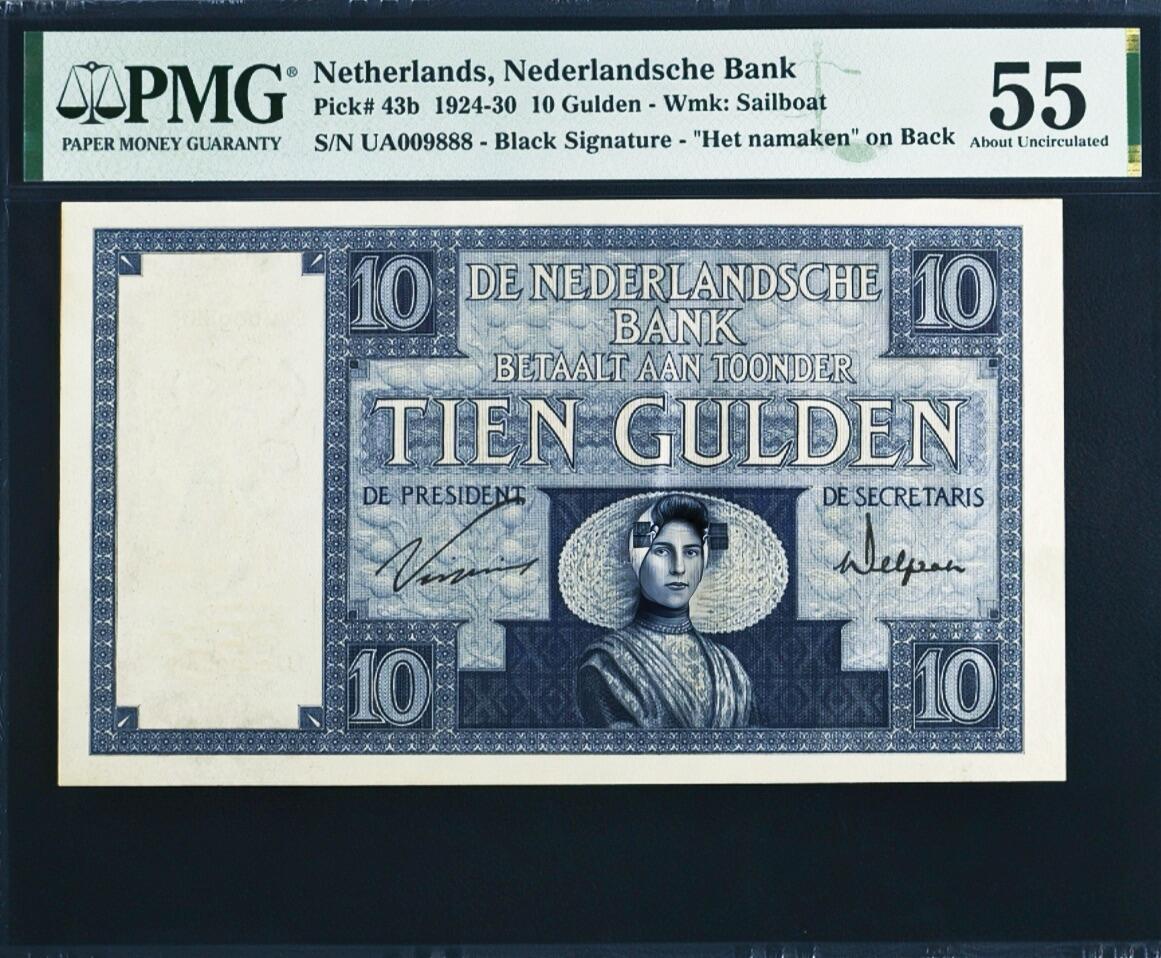 PMG®
PAPER MONEY GUARANTY
Netherlands, Nederlandsche Bank
Pick# 43b 1924-30 10 Gulden - Wmk: Sailboat
S/N UA009888 - Black Signature - "Het namaken" on Back
55
About Uncirculated
10
10
DE NEDERLANDSCHE
BANK
BETAALT AAN TOONDER
TIEN GULDEN
DE PRESIDENT
DE SECRETARIS
10
10